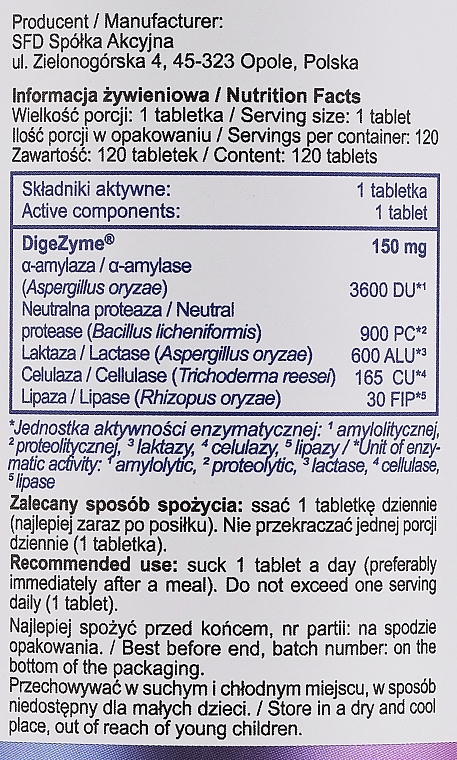 Producent / Manufacturer:
SFD Spółka Akcyjna
ul. Zielonogórska 4, 45-323 Opole, Polska
Informacja żywieniowa / Nutrition Facts
Wielkość porcji: 1 tabletka / Serving size: 1 tablet
Ilość porcji w opakowaniu / Servings per container: 120
Zawartość: 120 tabletek / Content: 120 tablets
Składniki aktywne: 1 tabletka
Active components: 1 tablet
DigeZyme® 150 mg
α-amylaza / α-amylase
(Aspergillus oryzae) 3600 DU*¹
Neutralna proteaza / Neutral
protease (Bacillus licheniformis) 900 PC*²
Laktaza / Lactase (Aspergillus oryzae) 600 ALU*³
Celulaza / Cellulase (Trichoderma reesei) 165 CU*⁴
Lipaza / Lipase (Rhizopus oryzae) 30 FIP*⁵
*Jednostka aktywności enzymatycznej: ¹ amylolitycznej,
² proteolitycznej, ³ laktazy, ⁴ celulazy, ⁵ lipazy / *Unit of enzy-
matic activity: ¹ amylolytic, ² proteolytic, ³ lactase, ⁴ cellulase,
⁵ lipase
Zalecany sposób spożycia: ssać 1 tabletkę dziennie
(najlepiej zaraz po posiłku). Nie przekraczać jednej porcji
dziennie (1 tabletka).
Recommended use: suck 1 tablet a day (preferably
immediately after a meal). Do not exceed one serving
daily (1 tablet).
Najlepiej spożyć przed końcem, nr partii: na spodzie
opakowania. / Best before end, batch number: on the
bottom of the packaging.
Przechowywać w suchym i chłodnym miejscu, w sposób
niedostępny dla małych dzieci. / Store in a dry and cool
place, out of reach of young children.